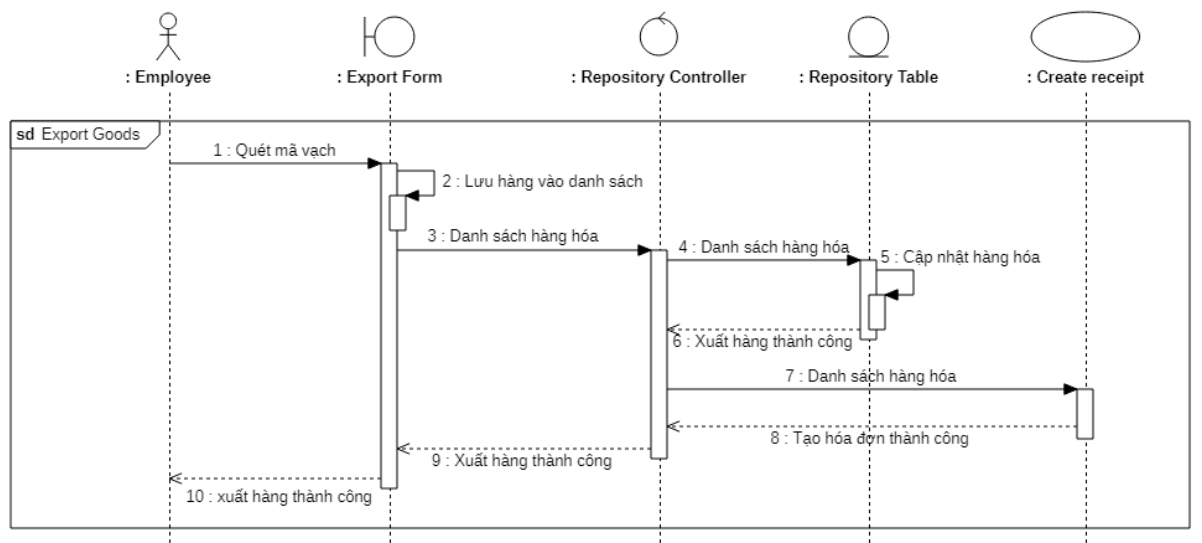 : Employee
: Export Form
: Repository Controller
: Repository Table
: Create receipt
sd Export Goods
1 : Quét mã vạch
2 : Lưu hàng vào danh sách
3 : Danh sách hàng hóa
4 : Danh sách hàng hóa
5 : Cập nhật hàng hóa
6 : Xuất hàng thành công
7 : Danh sách hàng hóa
8 : Tạo hóa đơn thành công
9 : Xuất hàng thành công
10 : xuất hàng thành công